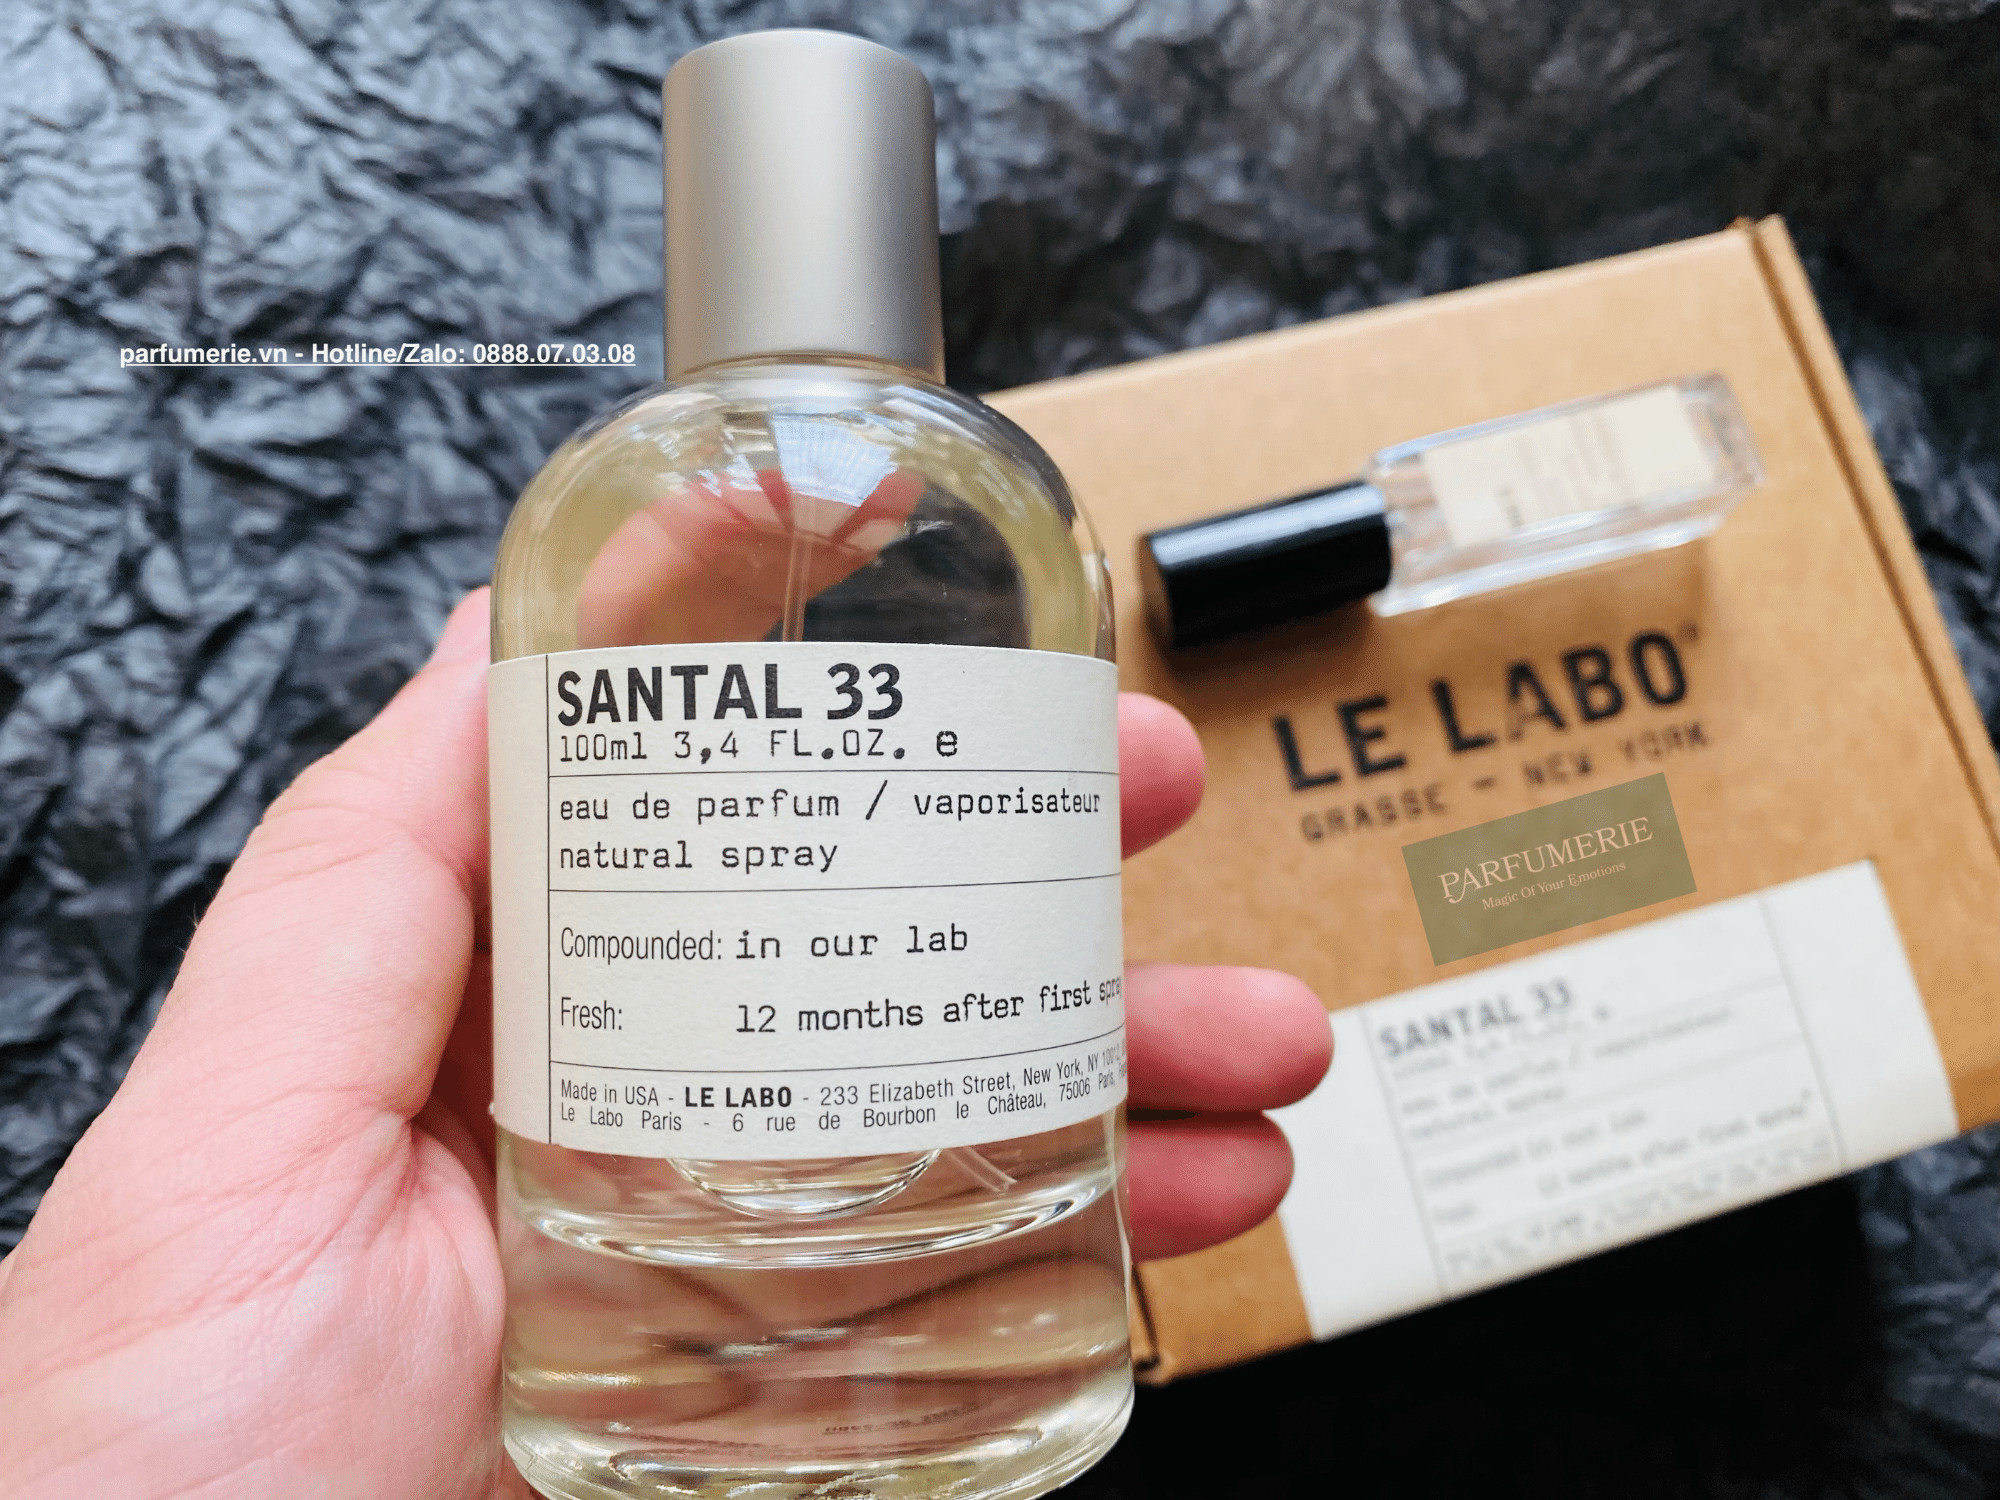 parfumerie.vn - Hotline/Zalo: 0888.07.03.08
SANTAL 33
100ml 3,4 FL.OZ. e
eau de parfum / vaporisateur
natural spray
Compounded: in our lab
Fresh: 12 months after first spray
Made in USA - LE LABO - 233 Elizabeth Street, New York, NY 10012
Le Labo Paris - 6 rue de Bourbon le Château, 75006 Paris,
LE LABO
GRASSE - NEW YORK
PARFUMERIE
Magic Of Your Emotions
SANTAL 33